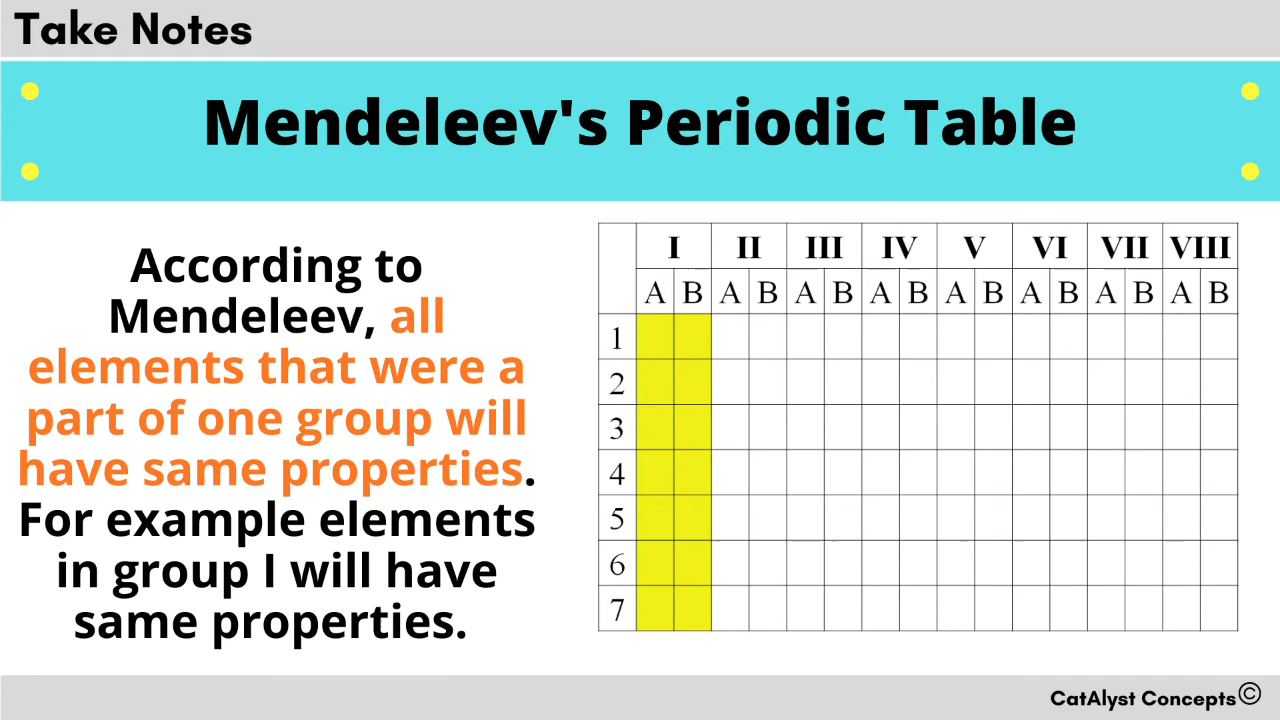 Take Notes
Mendeleev's Periodic Table
According to
Mendeleev, all
elements that were a
part of one group will
have same properties.
For example elements
in group I will have
same properties.
I II III IV V VI VII VIII
A B A B A B A B A B A B A B A B
1
2
3
4
5
6
7
CatAlyst Concepts©